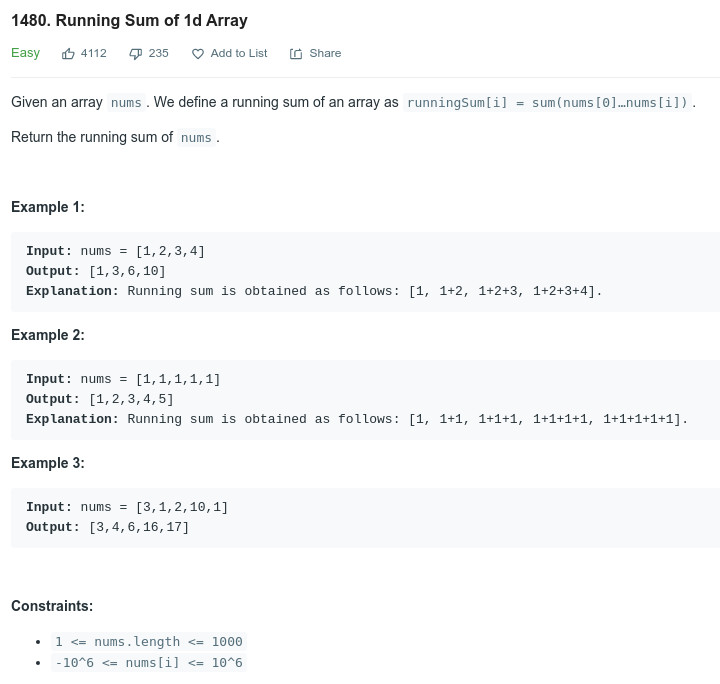 1480. Running Sum of 1d Array
Easy 4112 235 Add to List Share
Given an array nums . We define a running sum of an array as runningSum[i] = sum(nums[0]…nums[i]) .
Return the running sum of nums .
Example 1:
Input: nums = [1,2,3,4]
Output: [1,3,6,10]
Explanation: Running sum is obtained as follows: [1, 1+2, 1+2+3, 1+2+3+4].
Example 2:
Input: nums = [1,1,1,1,1]
Output: [1,2,3,4,5]
Explanation: Running sum is obtained as follows: [1, 1+1, 1+1+1, 1+1+1+1, 1+1+1+1+1].
Example 3:
Input: nums = [3,1,2,10,1]
Output: [3,4,6,16,17]
Constraints:
• 1 <= nums.length <= 1000
• -10^6 <= nums[i] <= 10^6